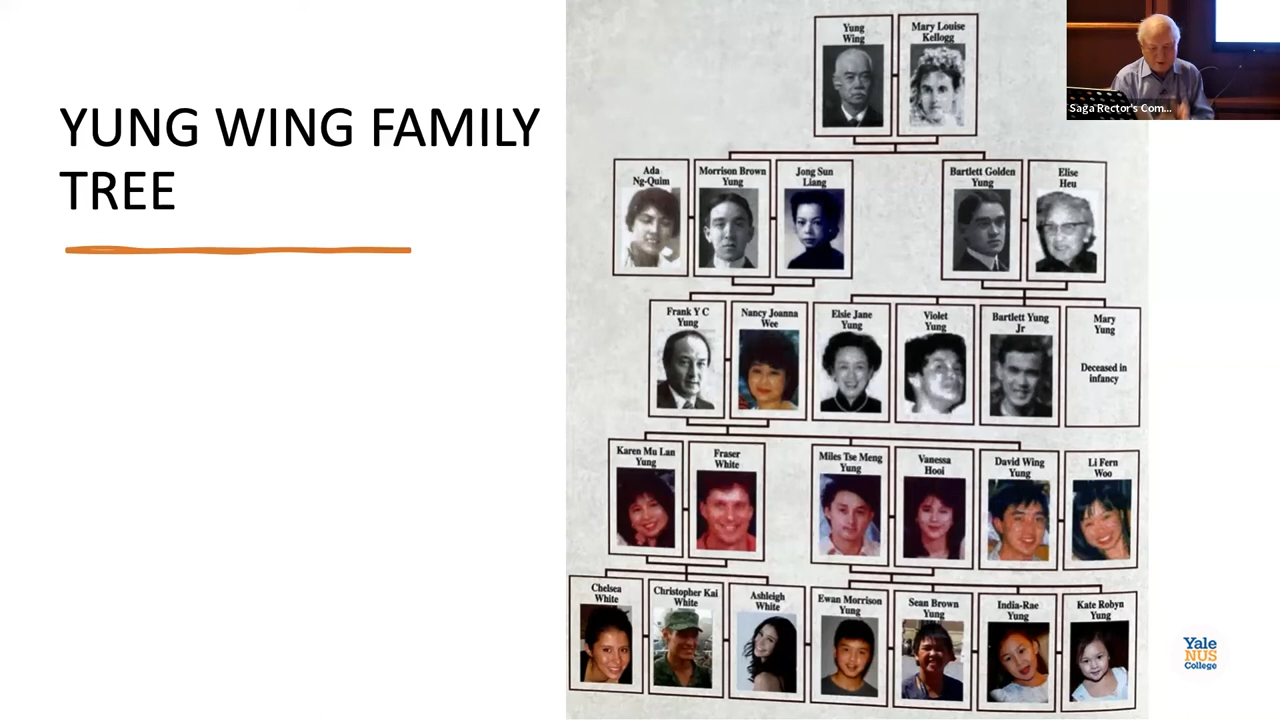 YUNG WING FAMILY
TREE
Yung
Wing
Mary Louise
Kellogg
Saga Rector's Com...
Ada
Ng-Quim
Morrison Brown
Yung
Jong Sun
Liang
Bartlett Golden
Yung
Elise
Heu
Frank Y C
Yung
Nancy Joanna
Wee
Elsie Jane
Yung
Violet
Yung
Bartlett Yung
Jr
Mary
Yung
Deceased in
infancy
Karen Mu Lan
Yung
Fraser
White
Miles Tse Meng
Yung
Vanessa
Hooi
David Wing
Yung
Li Fern
Woo
Chelsea
White
Christopher Kai
White
Ashleigh
White
Ewan Morrison
Yung
Sean Brown
Yung
India-Rae
Yung
Kate Robyn
Yung
Yale
NUS
College